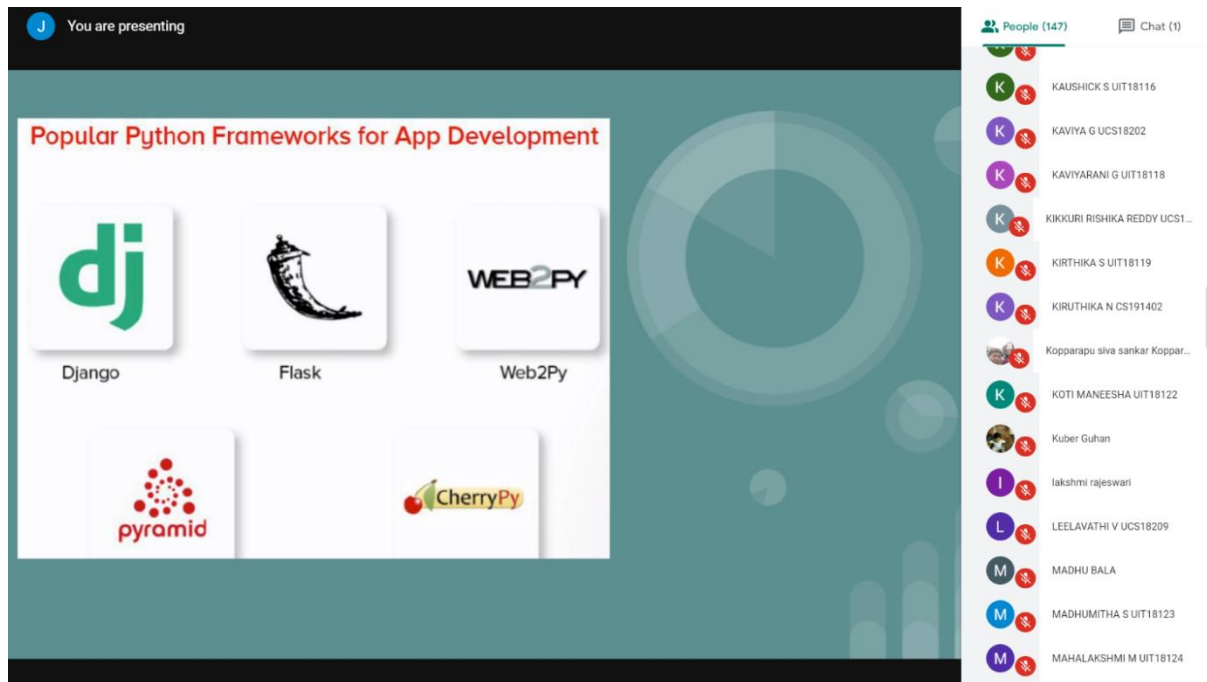 J You are presenting
People (147) Chat (1)
Popular Python Frameworks for App Development
dj
WEB2PY
Django Flask Web2Py
pyramid
CherryPy
K KAUSHICK S UIT18116
K KAVIYA G UCS18202
K KAVIYARANI G UIT18118
K KIKKURI RISHIKA REDDY UCS1...
K KIRTHIKA S UIT18119
K KIRUTHIKA N CS191402
Kopparapu siva sankar Koppar...
K KOTI MANEESHA UIT18122
Kuber Guhan
l lakshmi rajeswari
L LEELAVATHI V UCS18209
M MADHU BALA
M MADHUMITHA S UIT18123
M MAHALAKSHMI M UIT18124